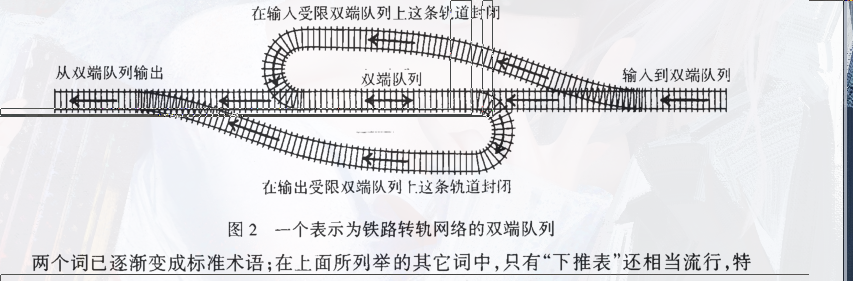 在输入受限双端队列上这条轨道封闭
从双端队列输出
双端队列
输入到双端队列
在输出受限双端队列上这条轨道封闭
图2 一个表示为铁路转轨网络的双端队列
两个词已逐渐变成标准术语;在上面所列举的其它词中,只有“下推表”还相当流行,特